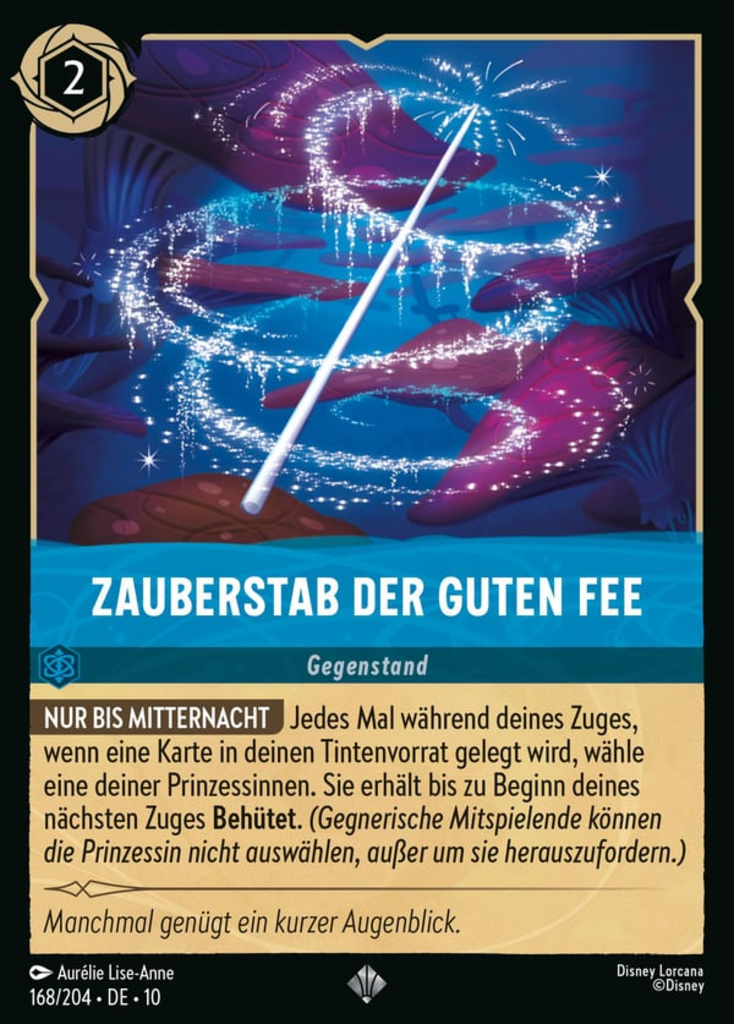 2
ZAUBERSTAB DER GUTEN FEE
Gegenstand
NUR BIS MITTERNACHT Jedes Mal während deines Zuges,
wenn eine Karte in deinen Tintenvorrat gelegt wird, wähle
eine deiner Prinzessinnen. Sie erhält bis zu Beginn deines
nächsten Zuges Behütet. (Gegnerische Mitspielende können
die Prinzessin nicht auswählen, außer um sie herauszufordern.)
Manchmal genügt ein kurzer Augenblick.
Aurélie Lise-Anne
168/204 • DE • 10
Disney Lorcana
©Disney